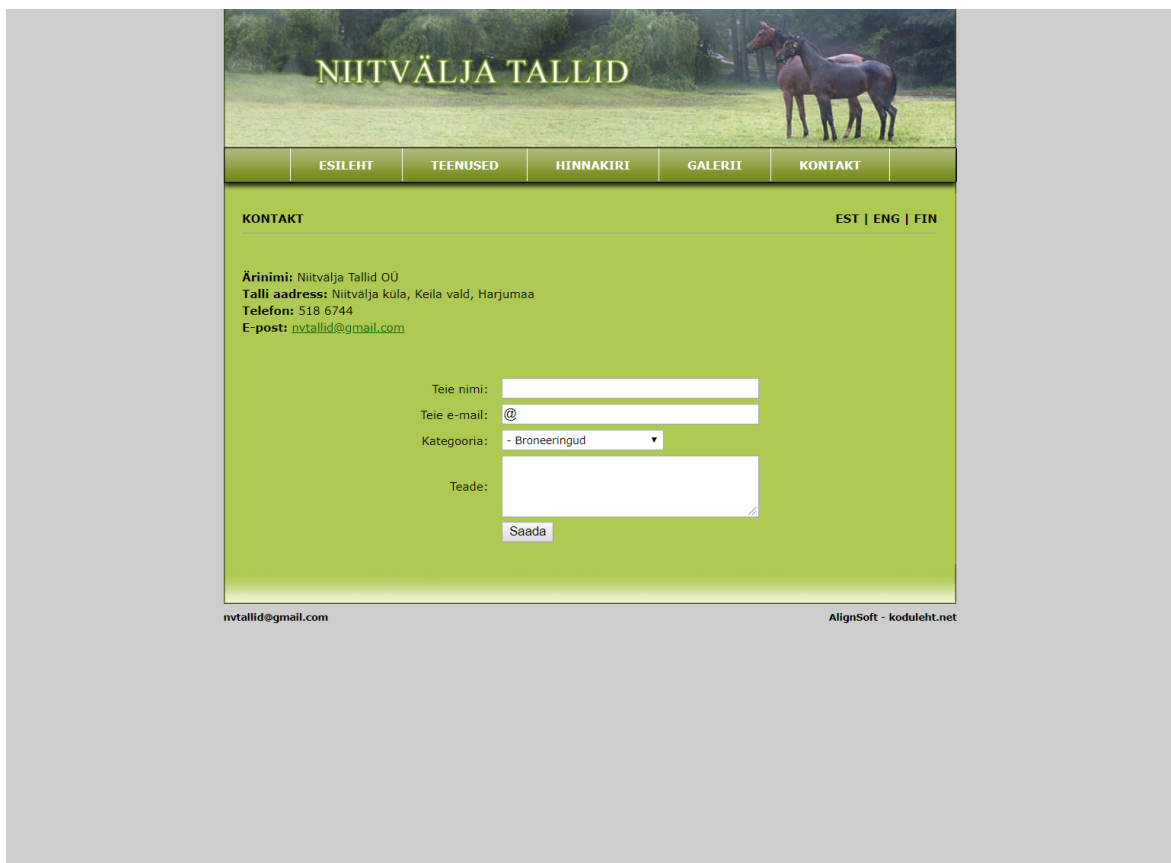 NIITVÄLJA TALLID
ESILEHT TEENUSED HINNAKIRI GALERII KONTAKT
KONTAKT EST | ENG | FIN
Ärinimi: Niitvälja Tallid OÜ
Talli aadress: Niitvälja küla, Keila vald, Harjumaa
Telefon: 518 6744
E-post: nvtallid@gmail.com
Teie nimi:
Teie e-mail: @
Kategooria: - Broneeringud
Teade:
Saada
nvtallid@gmail.com AlignSoft - koduleht.net